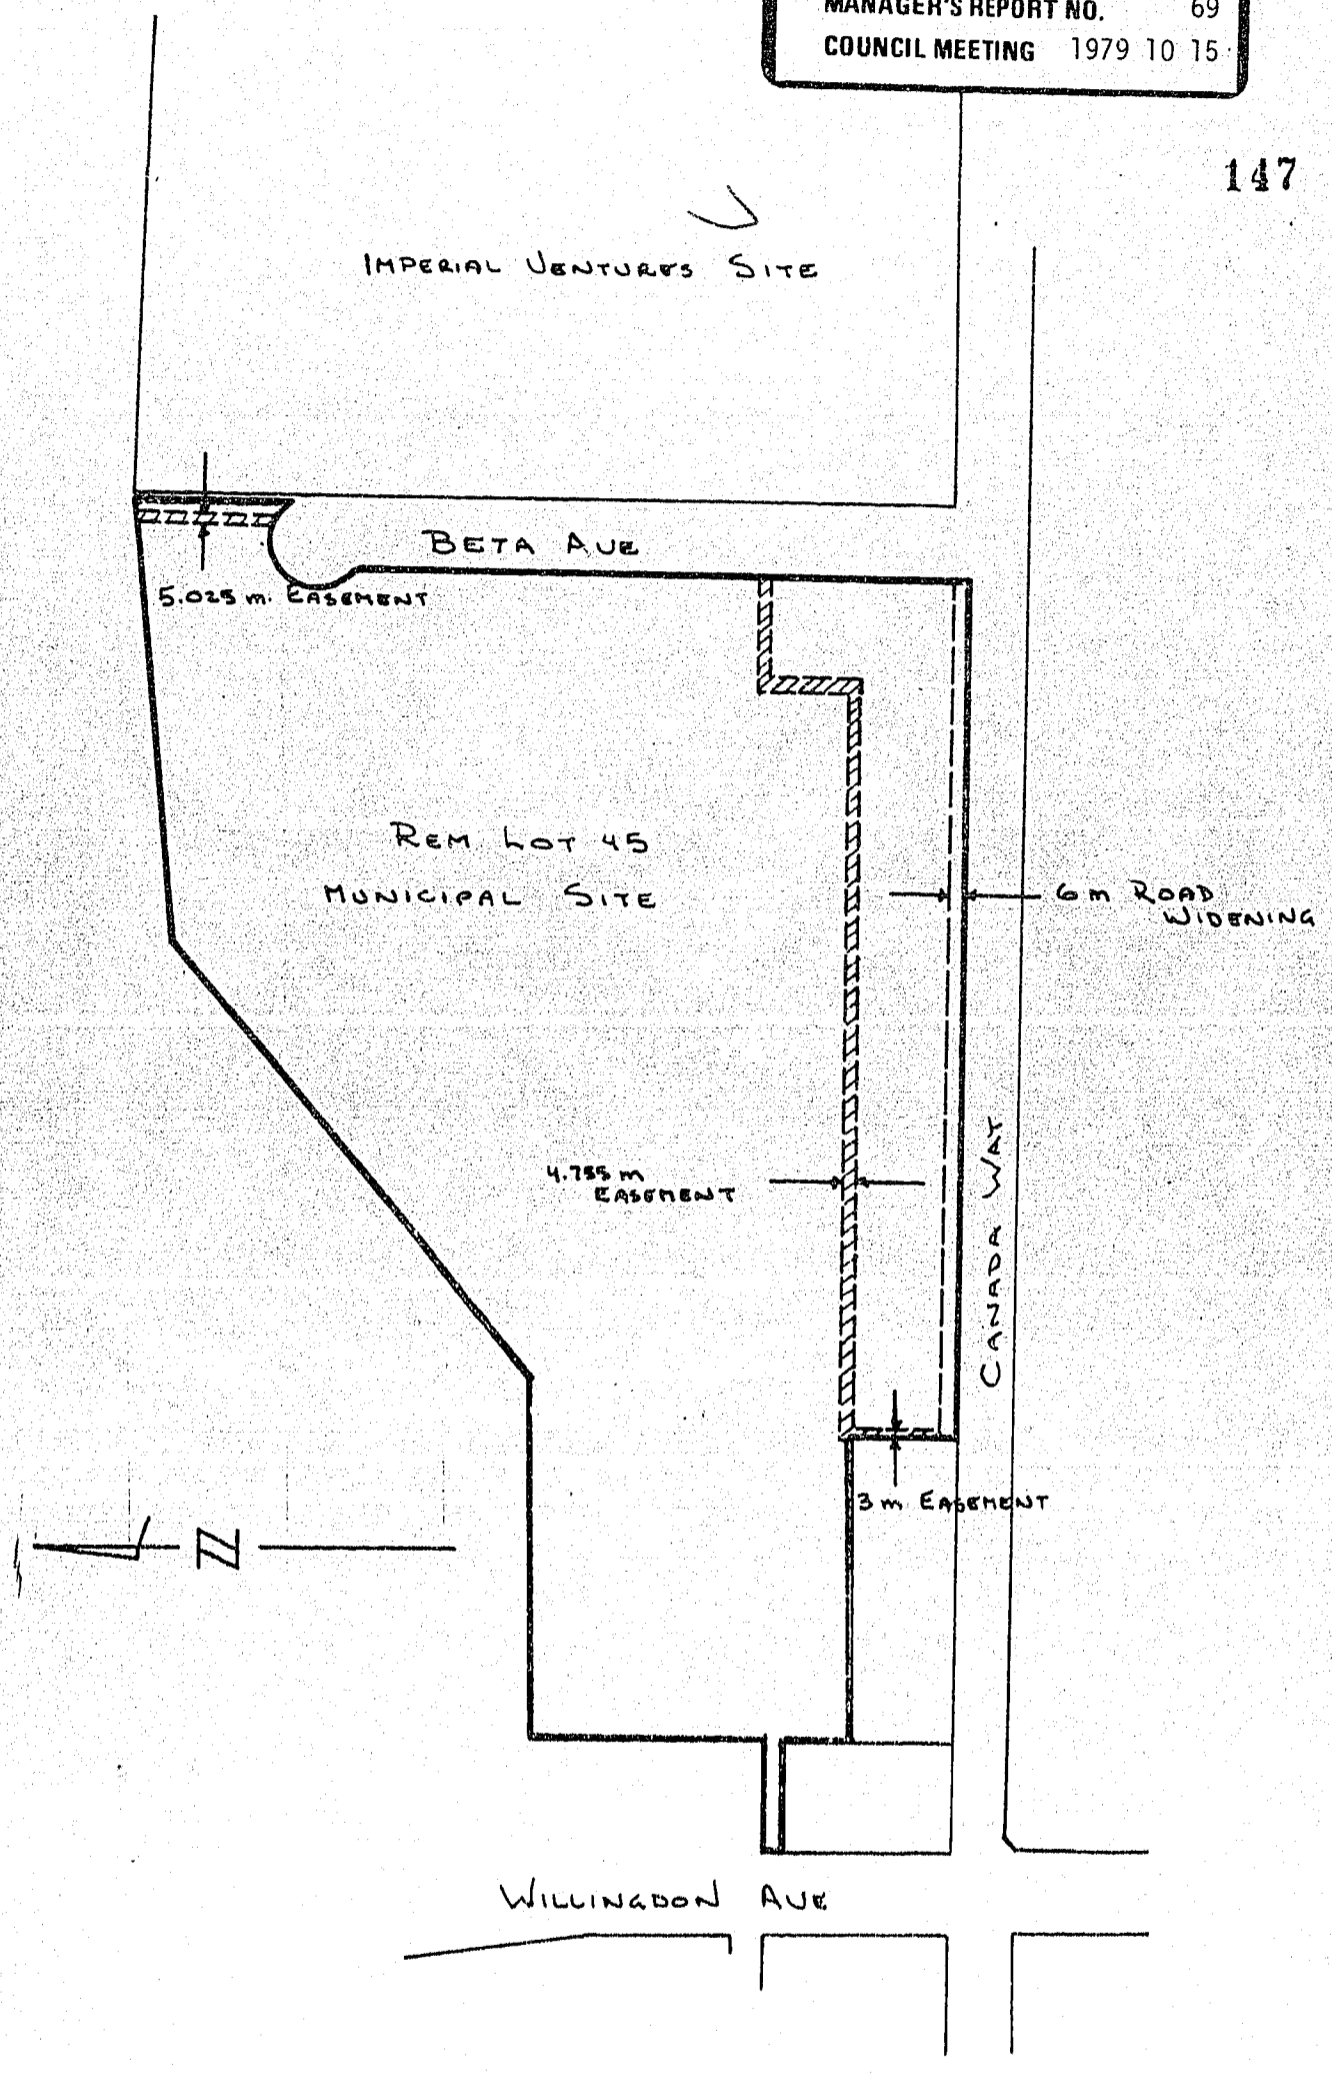 MANAGER'S REPORT NO. 69
COUNCIL MEETING 1979 10 15
147
IMPERIAL VENTURES SITE
BETA AVE
5.025 m. EASEMENT
REM. LOT 45
MUNICIPAL SITE
6 m ROAD
WIDENING
4.755 m
EASEMENT
CANADA WAY
3 m EASEMENT
N
WILLINGDON AVE